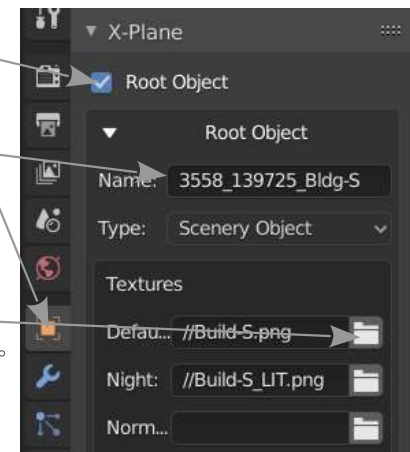 X-Plane
Root Object
Root Object
Name: 3558_139725_Bldg-S
Type: Scenery Object
Textures
Defau... //Build-S.png
Night: //Build-S_LIT.png
Norm...
。